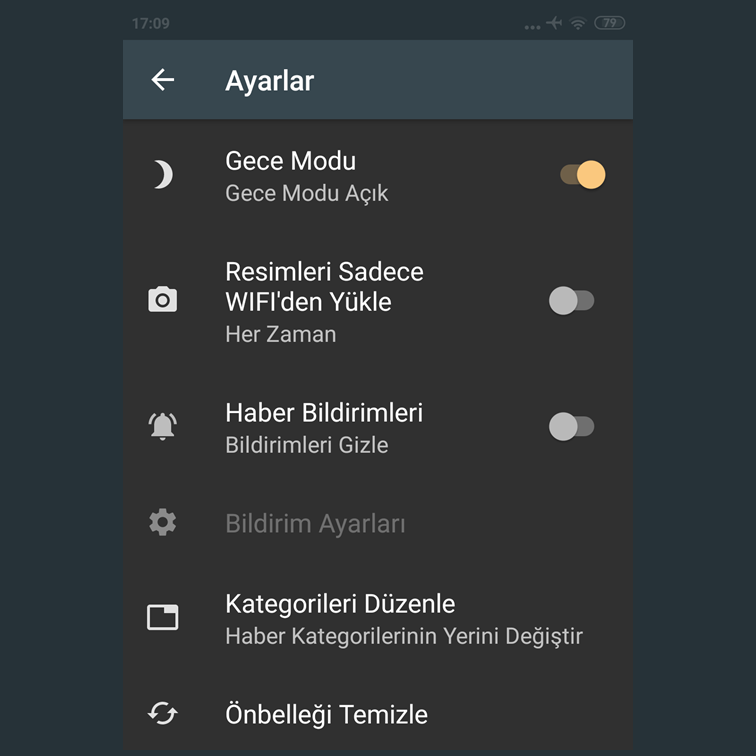 17:09
79
Ayarlar
Gece Modu
Gece Modu Açık
Resimleri Sadece
WIFI'den Yükle
Her Zaman
Haber Bildirimleri
Bildirimleri Gizle
Bildirim Ayarları
Kategorileri Düzenle
Haber Kategorilerinin Yerini Değiştir
Önbelleği Temizle